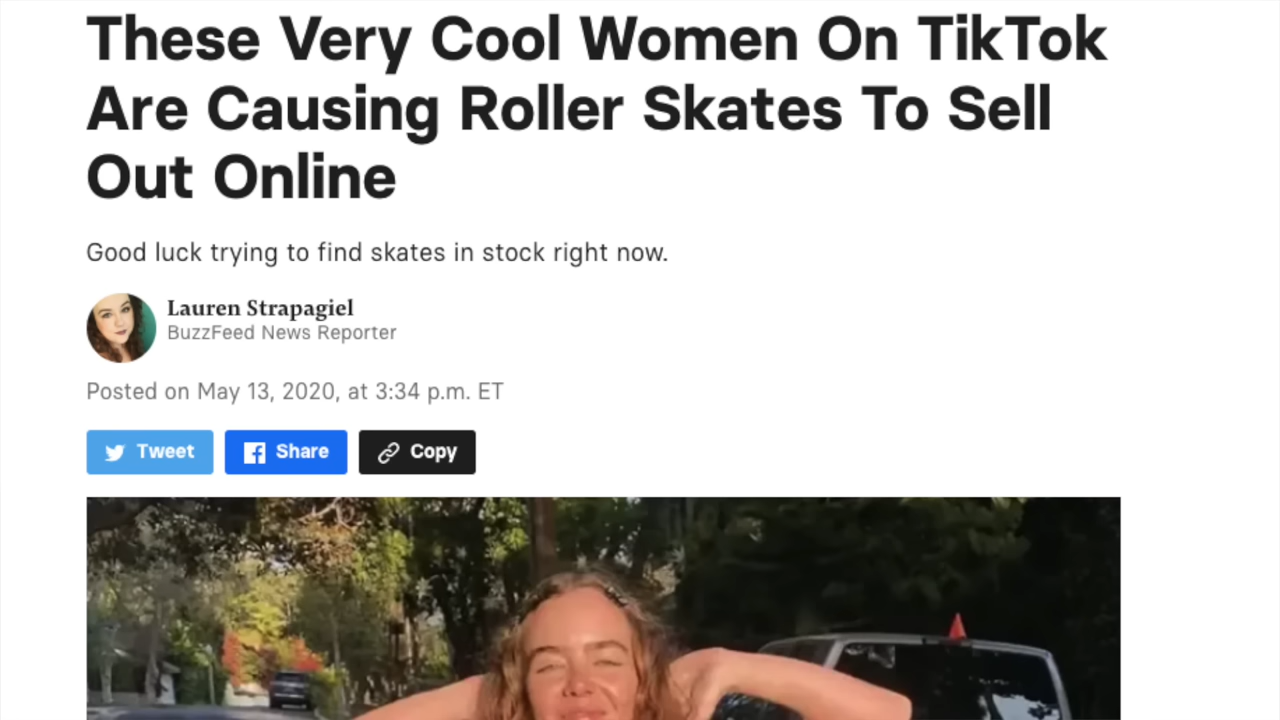 These Very Cool Women On TikTok
Are Causing Roller Skates To Sell
Out Online
Good luck trying to find skates in stock right now.
Lauren Strapagiel
BuzzFeed News Reporter
Posted on May 13, 2020, at 3:34 p.m. ET
Tweet Share Copy